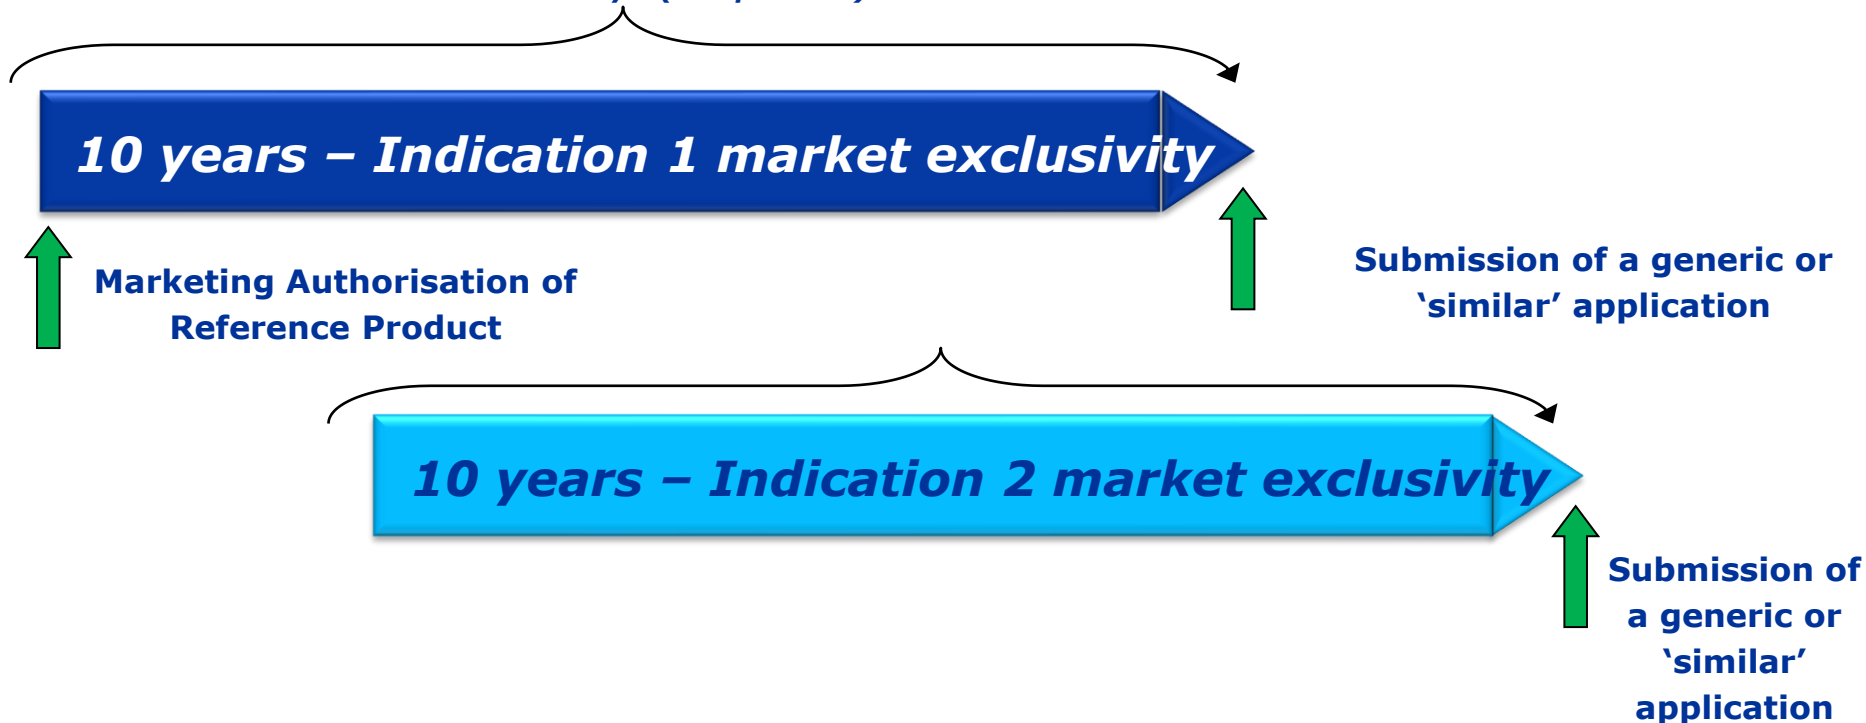 10 years – Indication 1 market exclusivity
Marketing Authorisation of
Reference Product
Submission of a generic or
‘similar’ application
10 years – Indication 2 market exclusivity
Submission of
a generic or
‘similar’
application